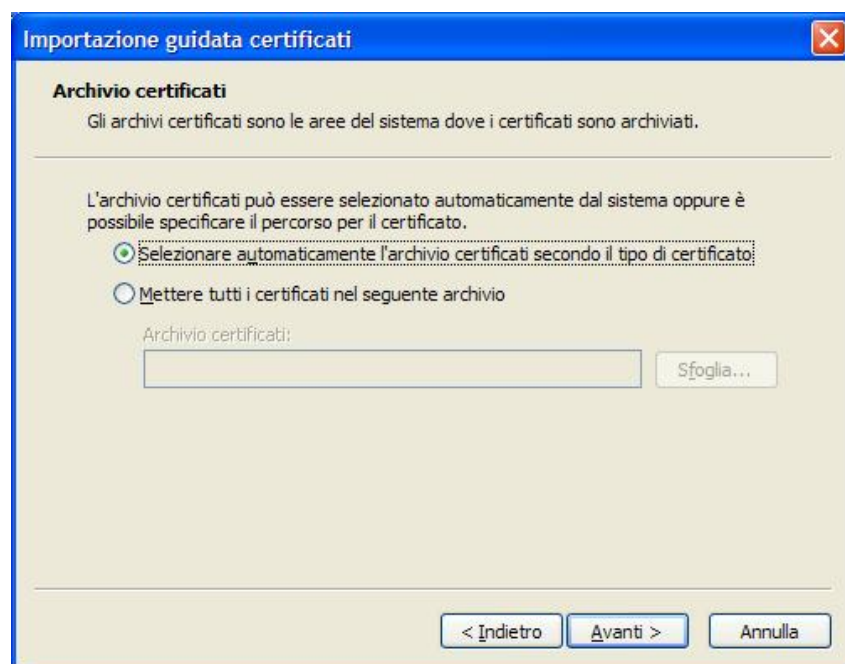 Importazione guidata certificati
Archivio certificati
Gli archivi certificati sono le aree del sistema dove i certificati sono archiviati.
L'archivio certificati può essere selezionato automaticamente dal sistema oppure è
possibile specificare il percorso per il certificato.
Selezionare automaticamente l'archivio certificati secondo il tipo di certificato
Mettere tutti i certificati nel seguente archivio
Archivio certificati:
Sfoglia...
< Indietro Avanti > Annulla